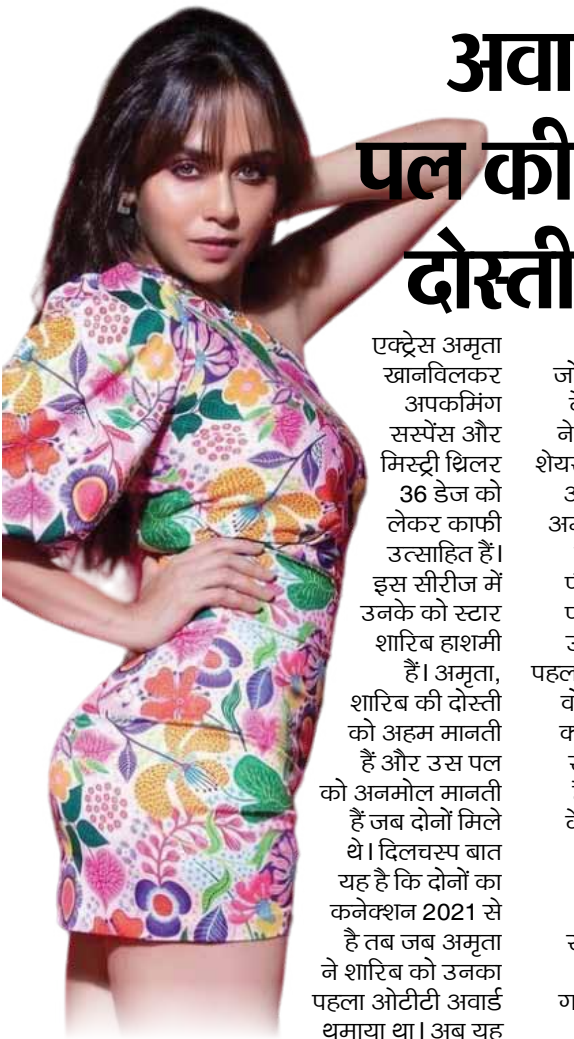 अवा
पल की
दोस्ती
एक्ट्रेस अमृता
खानविलकर
अपकमिंग
सस्पेंस और
मिस्ट्री थ्रिलर
36 डेज को
लेकर काफी
उत्साहित हैं।
इस सीरीज में
उनके को स्टार
शारिब हाशमी
हैं। अमृता,
शारिब की दोस्ती
को अहम मानती
हैं और उस पल
को अनमोल मानती
हैं जब दोनों मिले
थे। दिलचस्प बात
यह है कि दोनों का
कनेक्शन 2021 से
है तब जब अमृता
ने शारिब को उनका
पहला ओटीटी अवार्ड
थमाया था। अब यह